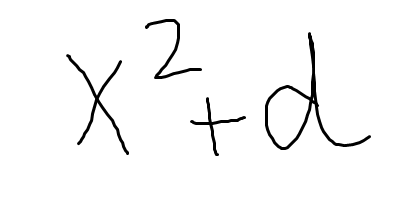 x² + d